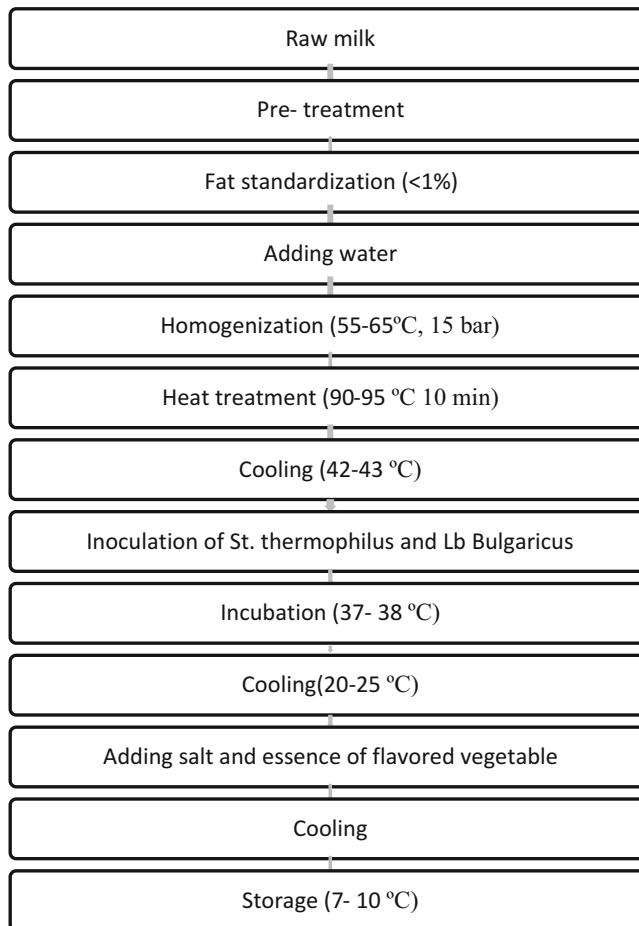 Raw milk
Pre- treatment
Fat standardization (<1%)
Adding water
Homogenization (55-65ºC, 15 bar)
Heat treatment (90-95 ºC 10 min)
Cooling (42-43 ºC)
Inoculation of St. thermophilus and Lb Bulgaricus
Incubation (37- 38 ºC)
Cooling(20-25 ºC)
Adding salt and essence of flavored vegetable
Cooling
Storage (7- 10 ºC)